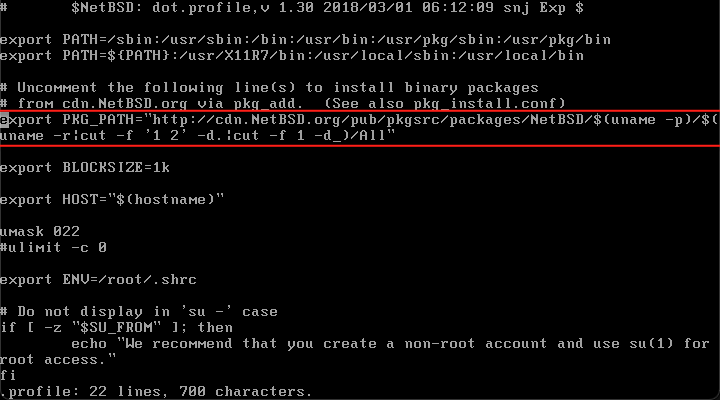 #       $NetBSD: dot.profile,v 1.30 2018/03/01 06:12:09 snj Exp $
export PATH=/sbin:/usr/sbin:/bin:/usr/bin:/usr/pkg/sbin:/usr/pkg/bin
export PATH=${PATH}:/usr/X11R7/bin:/usr/local/sbin:/usr/local/bin
# Uncomment the following line(s) to install binary packages
# from cdn.NetBSD.org via pkg_add.  (See also pkg_install.conf)
export PKG_PATH="http://cdn.NetBSD.org/pub/pkgsrc/packages/NetBSD/$(uname -p)/$(
uname -r|cut -f '1 2' -d.|cut -f 1 -d_)/All"
export BLOCKSIZE=1k
export HOST="$(hostname)"
umask 022
#ulimit -c 0
export ENV=/root/.shrc
# Do not display in 'su -' case
if [ -z "$SU_FROM" ]; then
        echo "We recommend that you create a non-root account and use su(1) for
root access."
fi
.profile: 22 lines, 700 characters.